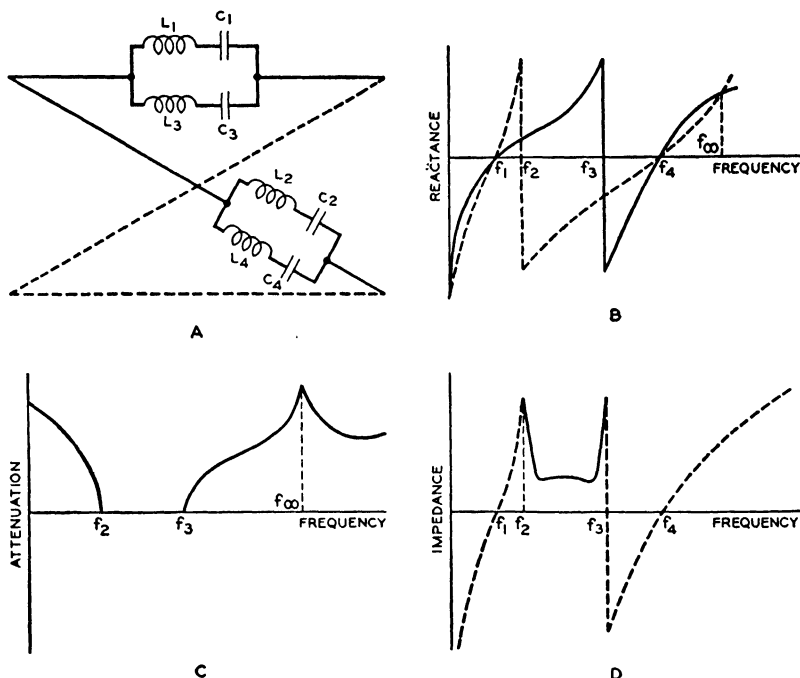 L1 C1
L3 C3
L2 C2
L4 C4
A
REACTANCE
f1 f2 f3 f4 f∞
FREQUENCY
B
ATTENUATION
f2 f3 f∞
FREQUENCY
C
IMPEDANCE
f1 f2 f3 f4
FREQUENCY
D